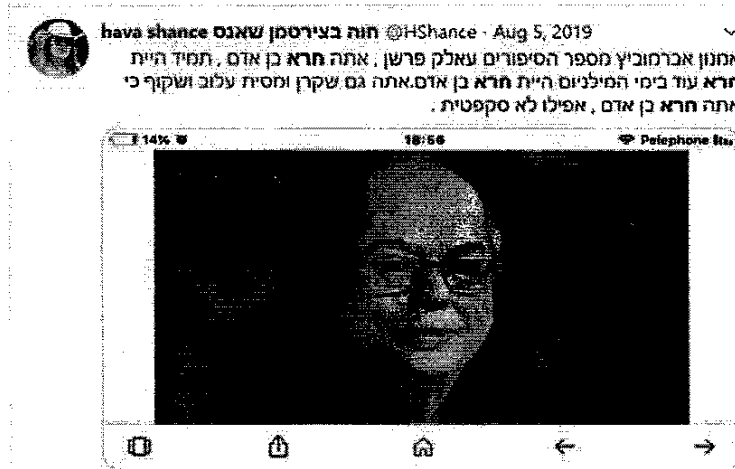 hava shance חוה בצירטמן שאנס @HShance · Aug 5, 2019
אמנון אברמוביץ מספר הסיפורים עאלק פרשן , אתה חרא בן אדם , תמיד היית
חרא עוד בימי המילניום היית חרא בן אדם.אתה גם שקרן ומסית עלוב ושקוף כי
אתה חרא בן אדם , אפילו לא סקפטית .
14% 18:56 Pelephone